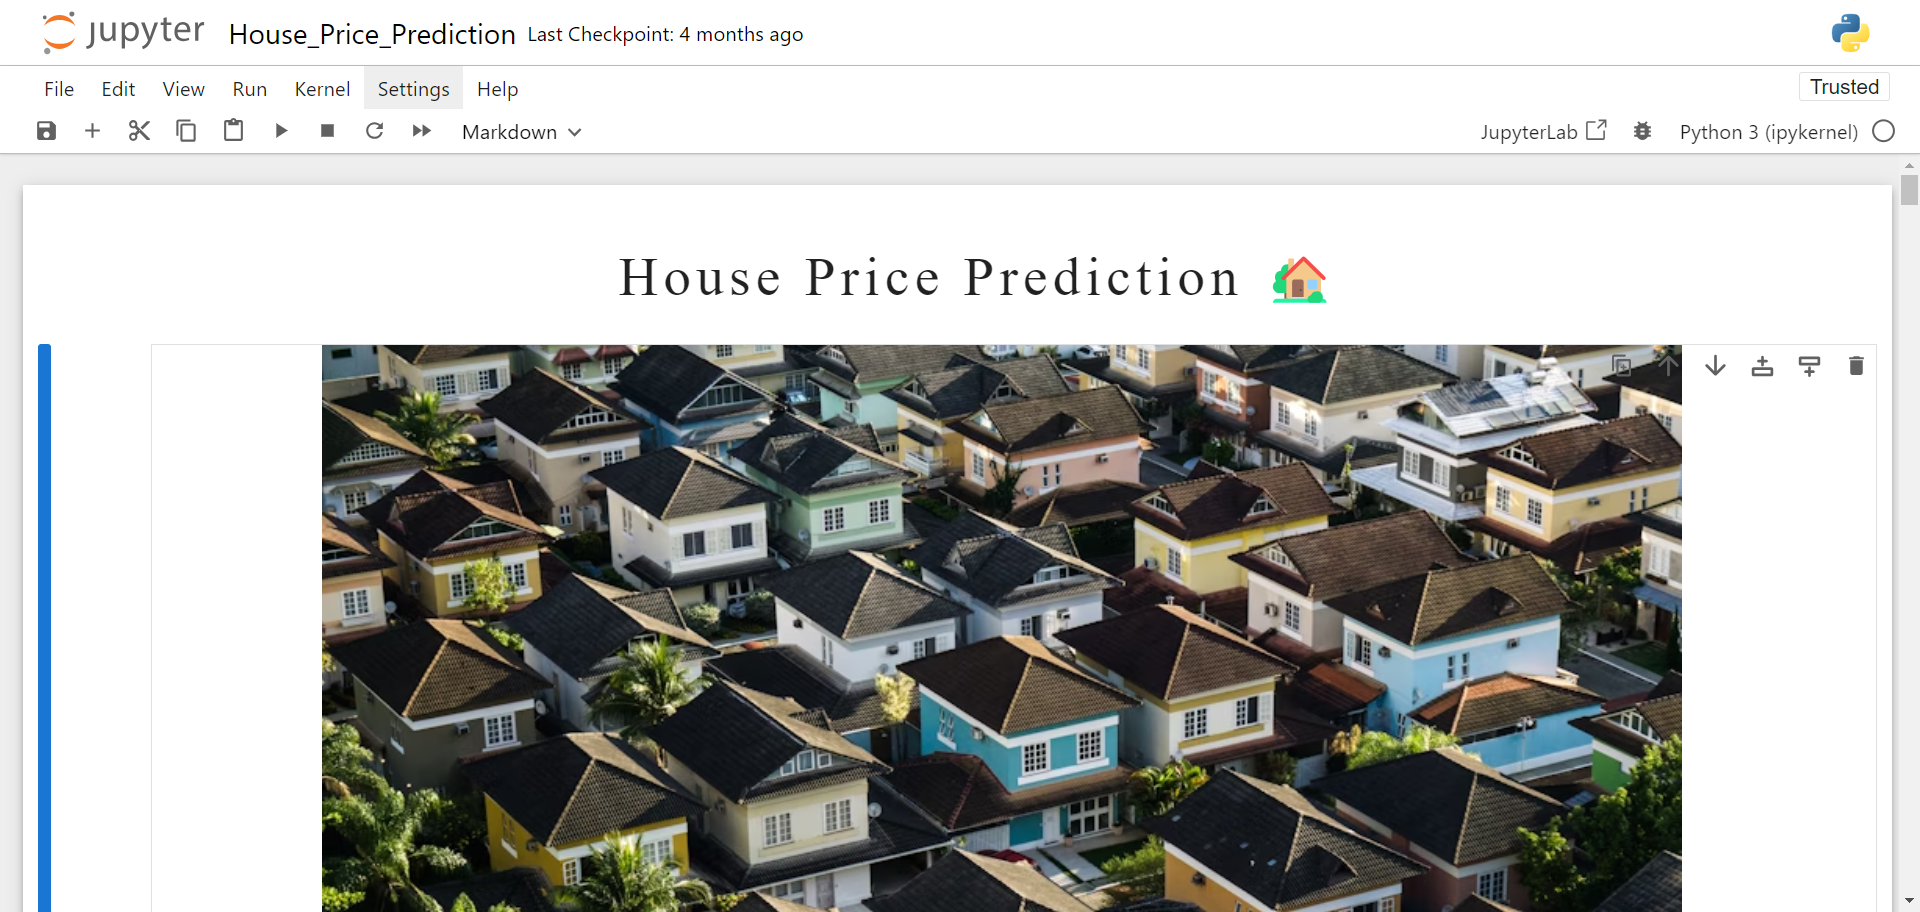 jupyter House_Price_Prediction Last Checkpoint: 4 months ago
File Edit View Run Kernel Settings Help Trusted
Markdown JupyterLab Python 3 (ipykernel)
House Price Prediction